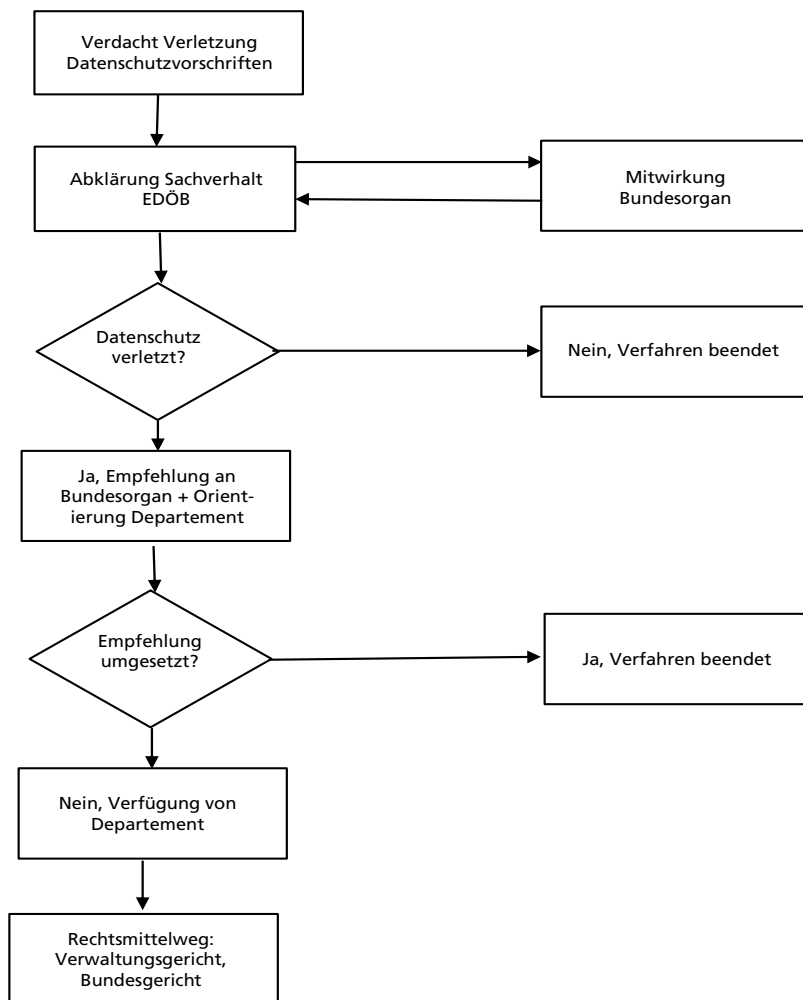 Verdacht Verletzung
Datenschutzvorschriften
Abklärung Sachverhalt
EDÖB
Mitwirkung
Bundesorgan
Datenschutz
verletzt?
Nein, Verfahren beendet
Ja, Empfehlung an
Bundesorgan + Orient-
ierung Departement
Empfehlung
umgesetzt?
Ja, Verfahren beendet
Nein, Verfügung von
Departement
Rechtsmittelweg:
Verwaltungsgericht,
Bundesgericht